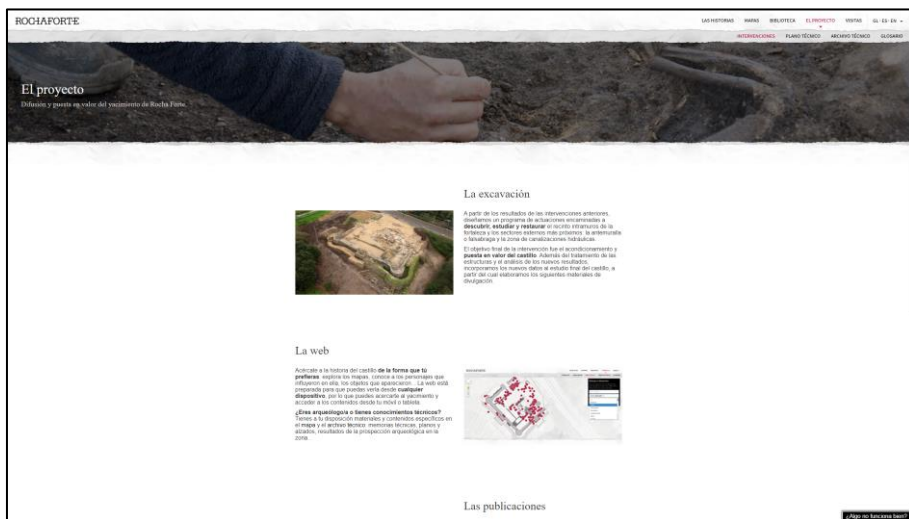 ROCHAFORTE
LAS HISTORIAS MAPAS BIBLIOTECA EL PROYECTO VISITAS GL · ES · EN
INTERVENCIONES PLANO TÉCNICO ARCHIVO TÉCNICO GLOSARIO
El proyecto
Difusión y puesta en valor del yacimiento de Rocha Forte.
La excavación
A partir de los resultados de las intervenciones anteriores,
diseñamos un programa de actuaciones encaminadas a
descubrir, estudiar y restaurar el recinto intramuros de la
fortaleza y los sectores externos más próximos: la antemuralla
o falsabraga y la zona de canalizaciones hidráulicas.
El objetivo final de la intervención fue el acondicionamiento y
puesta en valor del castillo. Además del tratamiento de las
estructuras y el análisis de los nuevos resultados,
incorporamos los nuevos datos al estudio final del castillo, a
partir del cual elaboramos los siguientes materiales de
divulgación.
La web
Acércate a la historia del castillo de la forma que tú
prefieras: explora los mapas, conoce a los personajes que
influyeron en ella, los objetos que aparecieron... La web está
preparada para que puedas verla desde cualquier
dispositivo, por lo que puedes acercarte al yacimiento y
acceder a los contenidos desde tu móvil o tableta.
¿Eres arqueólogo/a o tienes conocimientos técnicos?
Tienes a tu disposición materiales y contenidos específicos en
el mapa y el archivo técnico: memorias técnicas, planos y
alzados, resultados de la prospección arqueológica en la
zona.
ROCHAFORTE
Las publicaciones
¿Algo no funciona bien?